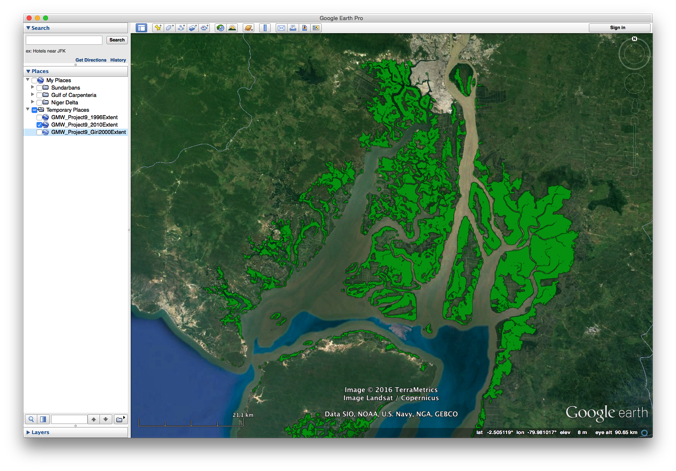 Google Earth Pro
▼ Search
Search
ex: Hotels near JFK
Get Directions History
▼ Places
My Places
Sundarbans
Gulf of Carpenteria
Niger Delta
Temporary Places
GMW_Project9_1996Extent
GMW_Project9_2010Extent
GMW_Project9_Giri2000Extent
▶ Layers
Sign in
N
21.1 km
Image © 2016 TerraMetrics
Image Landsat / Copernicus
Data SIO, NOAA, U.S. Navy, NGA, GEBCO
Google earth
lat -2.505119° lon -79.981017° elev 8 m eye alt 90.65 km